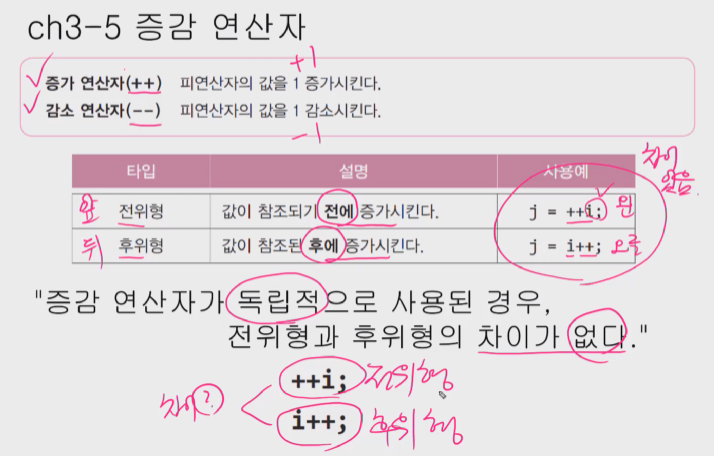 ch3-5 증감 연산자
+1
증가 연산자(++) 피연산자의 값을 1 증가시킨다.
감소 연산자(--) 피연산자의 값을 1 감소시킨다.
-1
타입 설명 사용예
차이 있음
앞 전위형 값이 참조되기 전에 증가시킨다. j = ++i; 왼
뒤 후위형 값이 참조된 후에 증가시킨다. j = i++; 오른
"증감 연산자가 독립적으로 사용된 경우,
전위형과 후위형의 차이가 없다."
++i; 전위형
차이?
i++; 후위형